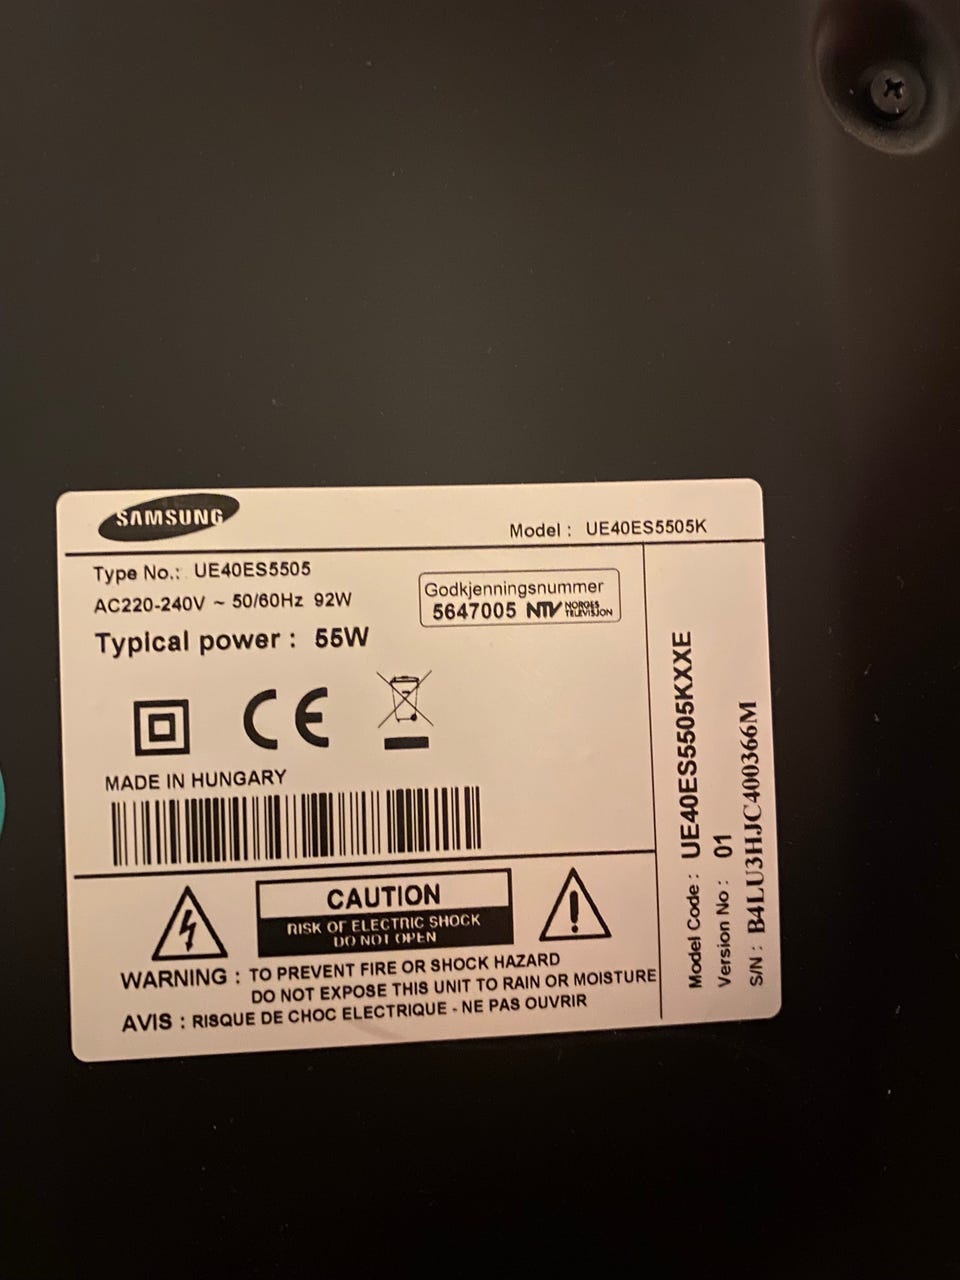 SAMSUNG
Model : UE40ES5505K
Type No.: UE40ES5505
AC220-240V ~ 50/60Hz 92W
Typical power : 55W
Godkjenningsnummer
5647005 NTV NORGES TELEVISJON
CE
MADE IN HUNGARY
CAUTION
RISK OF ELECTRIC SHOCK
DO NOT OPEN
WARNING : TO PREVENT FIRE OR SHOCK HAZARD
DO NOT EXPOSE THIS UNIT TO RAIN OR MOISTURE
AVIS : RISQUE DE CHOC ELECTRIQUE - NE PAS OUVRIR
Model Code : UE40ES5505KXXE
Version No : 01
S/N : B4LU3HJC400366M